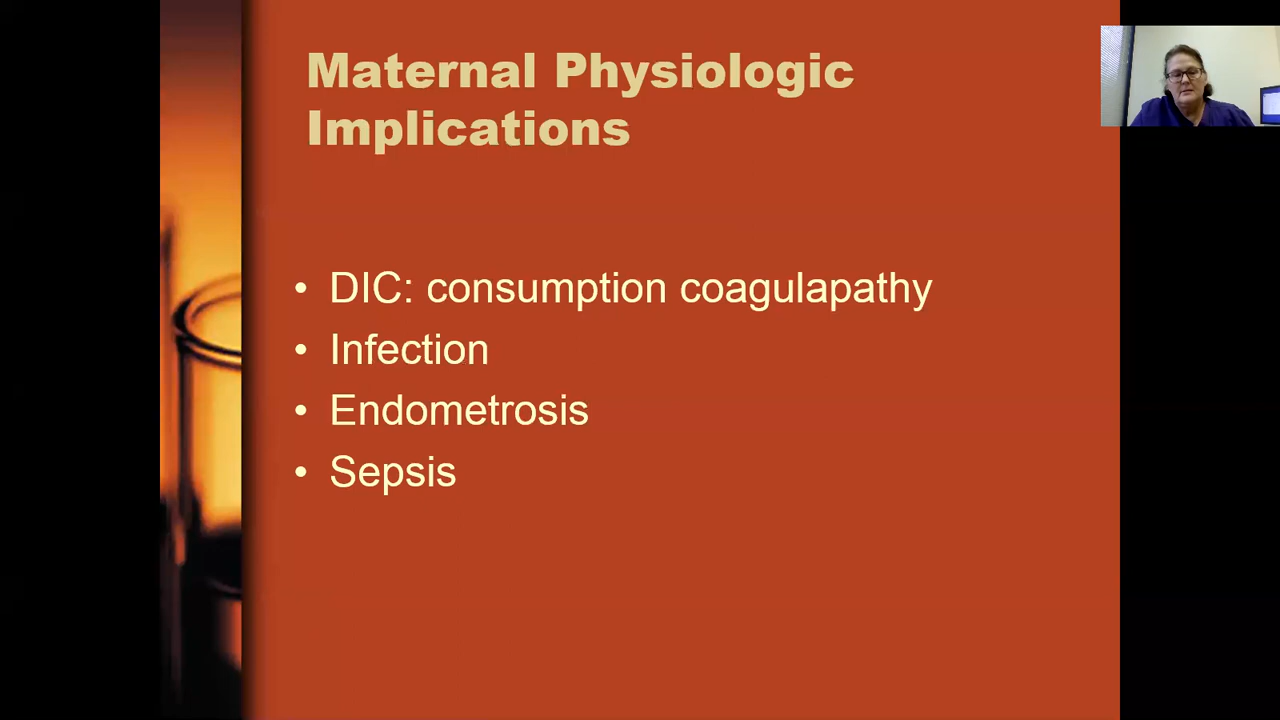 Maternal Physiologic
Implications
• DIC: consumption coagulapathy
• Infection
• Endometrosis
• Sepsis